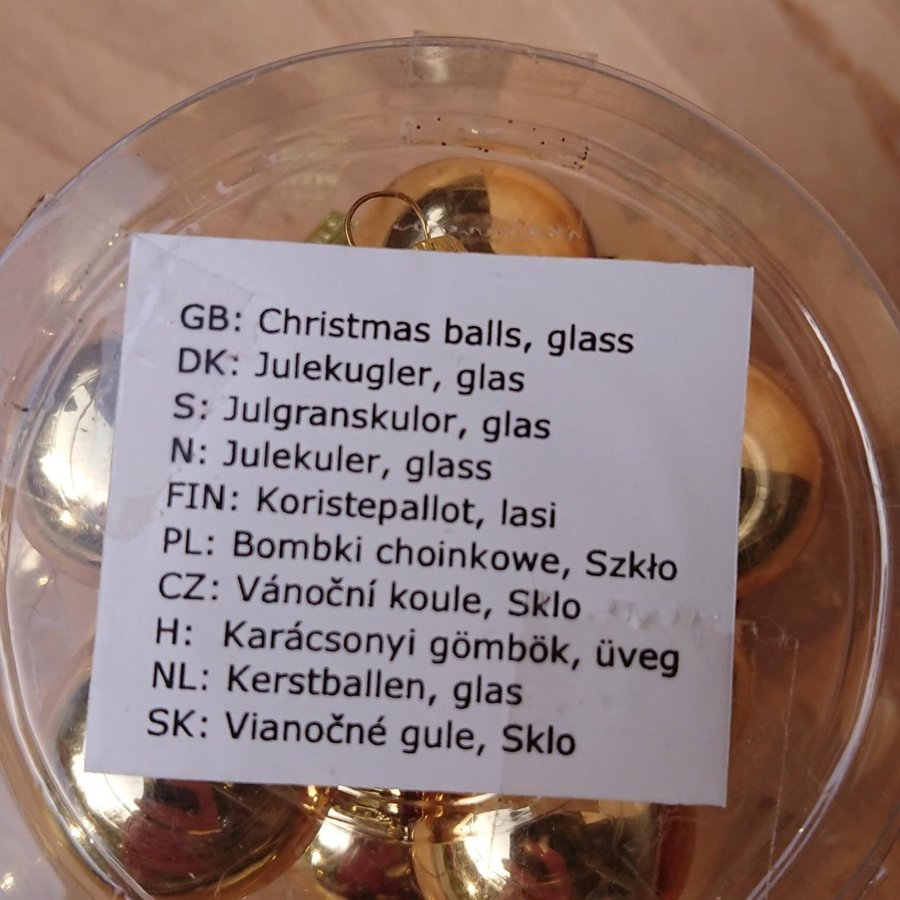 GB: Christmas balls, glass
DK: Julekugler, glas
S: Julgranskulor, glas
N: Julekuler, glass
FIN: Koristepallot, lasi
PL: Bombki choinkowe, Szkło
CZ: Vánoční koule, Sklo
H: Karácsonyi gömbök, üveg
NL: Kerstballen, glas
SK: Vianočné gule, Sklo